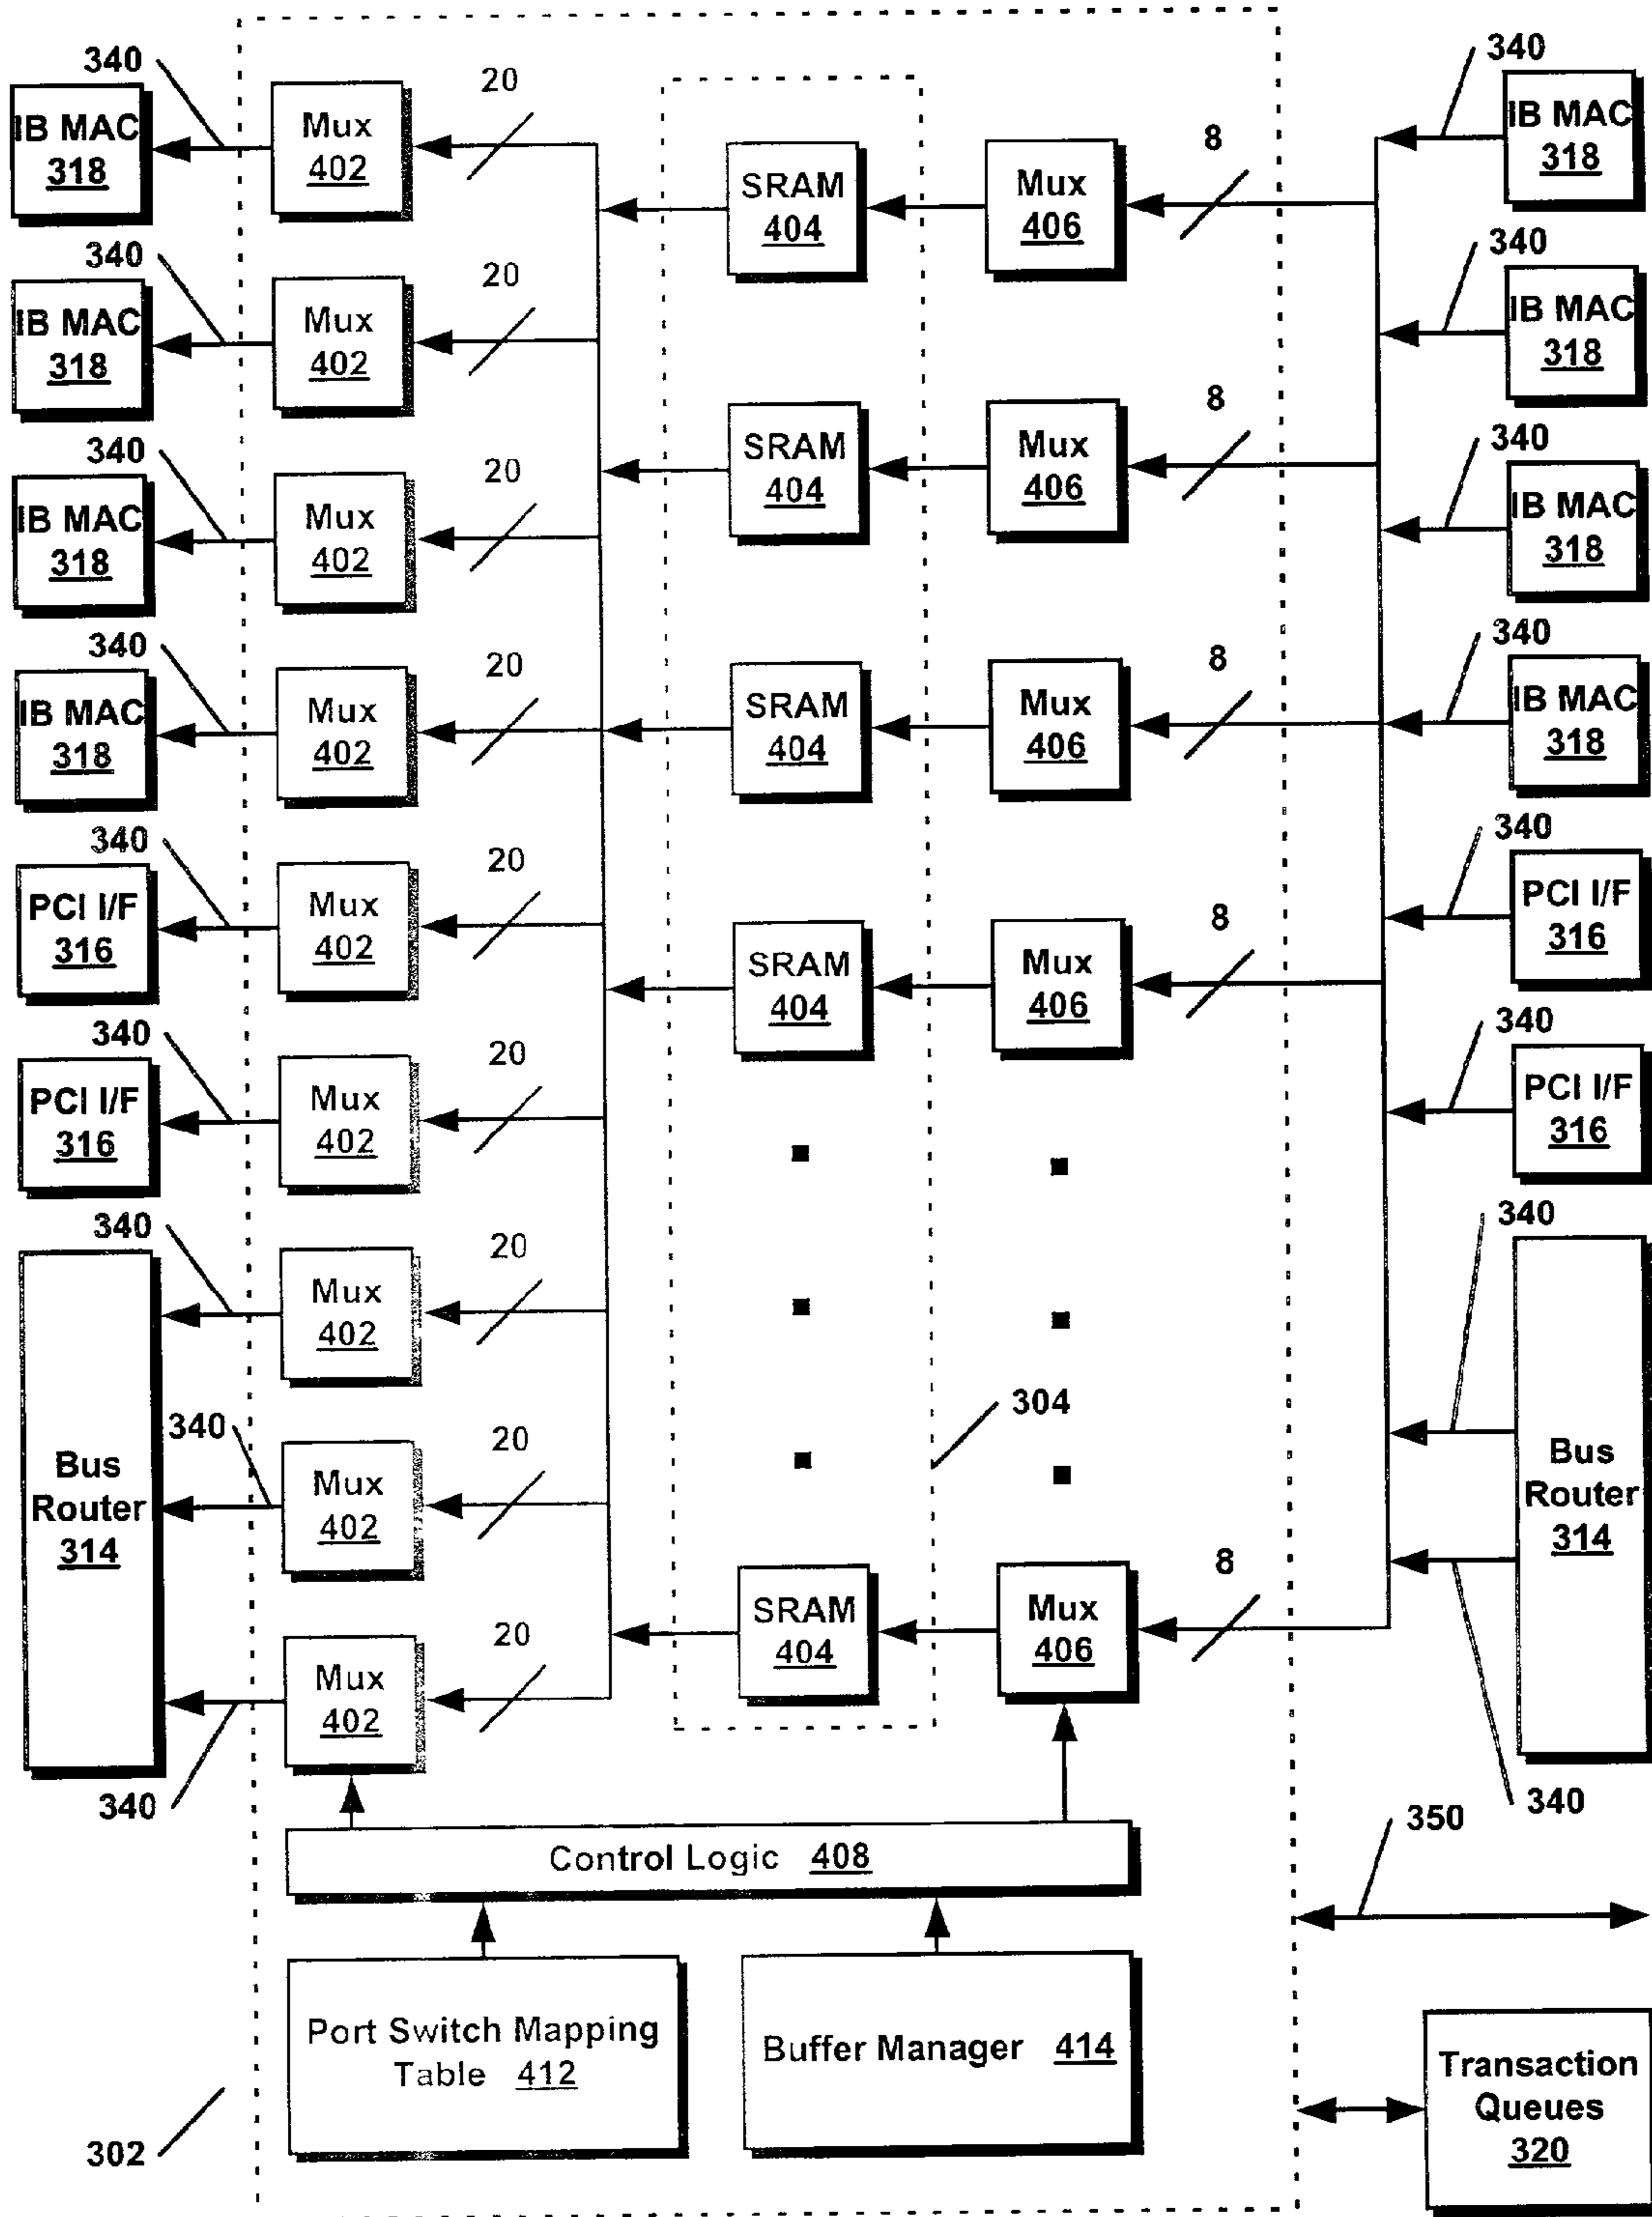 340
20
340
IB MAC
318
Mux
402
SRAM
404
Mux
406
8
IB MAC
318
340
20
340
IB MAC
318
Mux
402
IB MAC
318
340
20
SRAM
404
Mux
406
8
340
IB MAC
318
Mux
402
IB MAC
318
340
20
SRAM
404
Mux
406
8
340
IB MAC
318
Mux
402
IB MAC
318
340
20
340
PCI I/F
316
Mux
402
SRAM
404
Mux
406
8
PCI I/F
316
340
20
340
PCI I/F
316
Mux
402
PCI I/F
316
340
20
340
Mux
402
304
340
20
Bus
Router
314
Mux
402
Bus
Router
314
20
SRAM
404
Mux
406
8
Mux
402
340
340
350
Control Logic 408
Port Switch Mapping
Table 412
Buffer Manager 414
302
Transaction
Queues
320